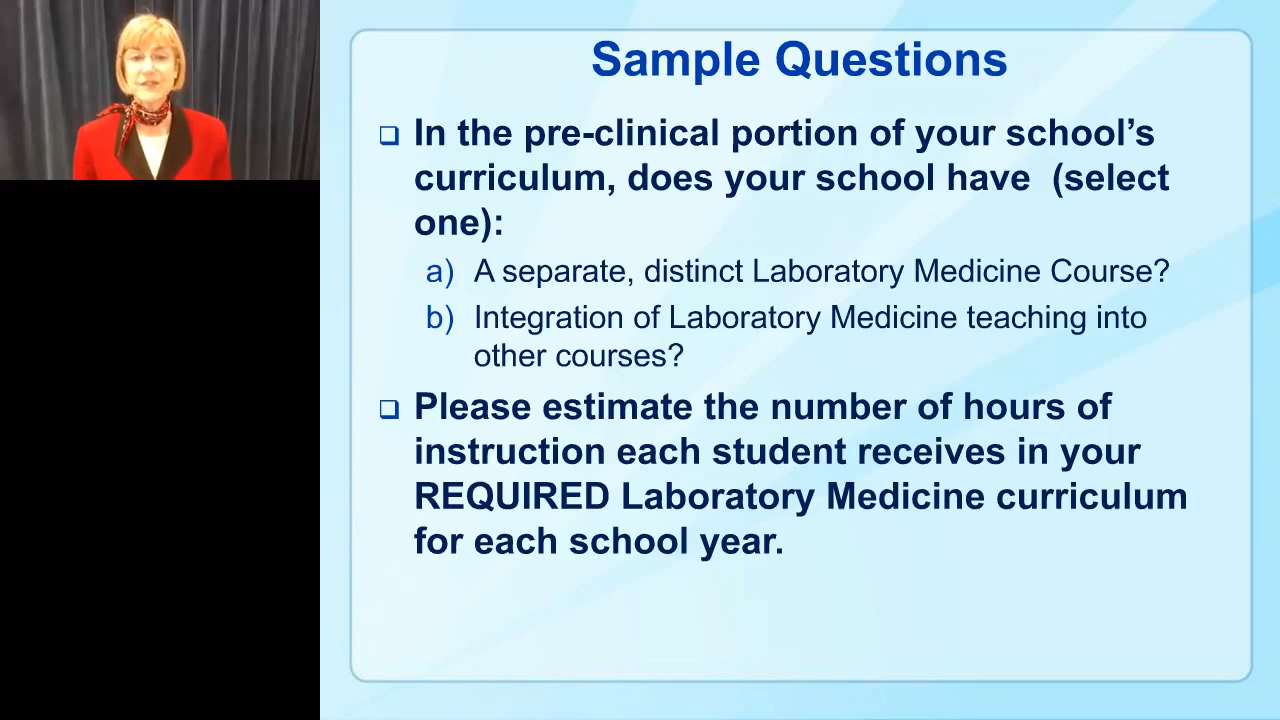 Sample Questions
❑ In the pre-clinical portion of your school’s
curriculum, does your school have (select
one):
a) A separate, distinct Laboratory Medicine Course?
b) Integration of Laboratory Medicine teaching into
other courses?
❑ Please estimate the number of hours of
instruction each student receives in your
REQUIRED Laboratory Medicine curriculum
for each school year.